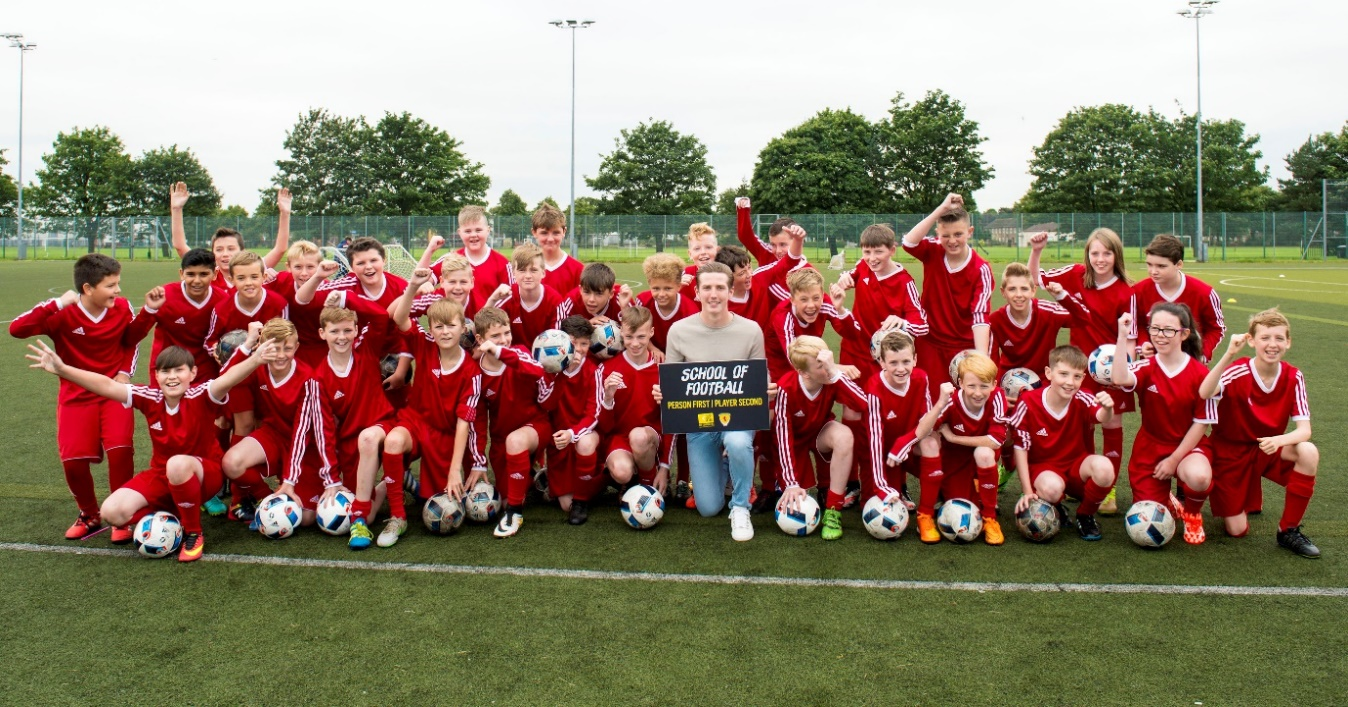 SCHOOL OF
FOOTBALL
PERSON FIRST | PLAYER SECOND